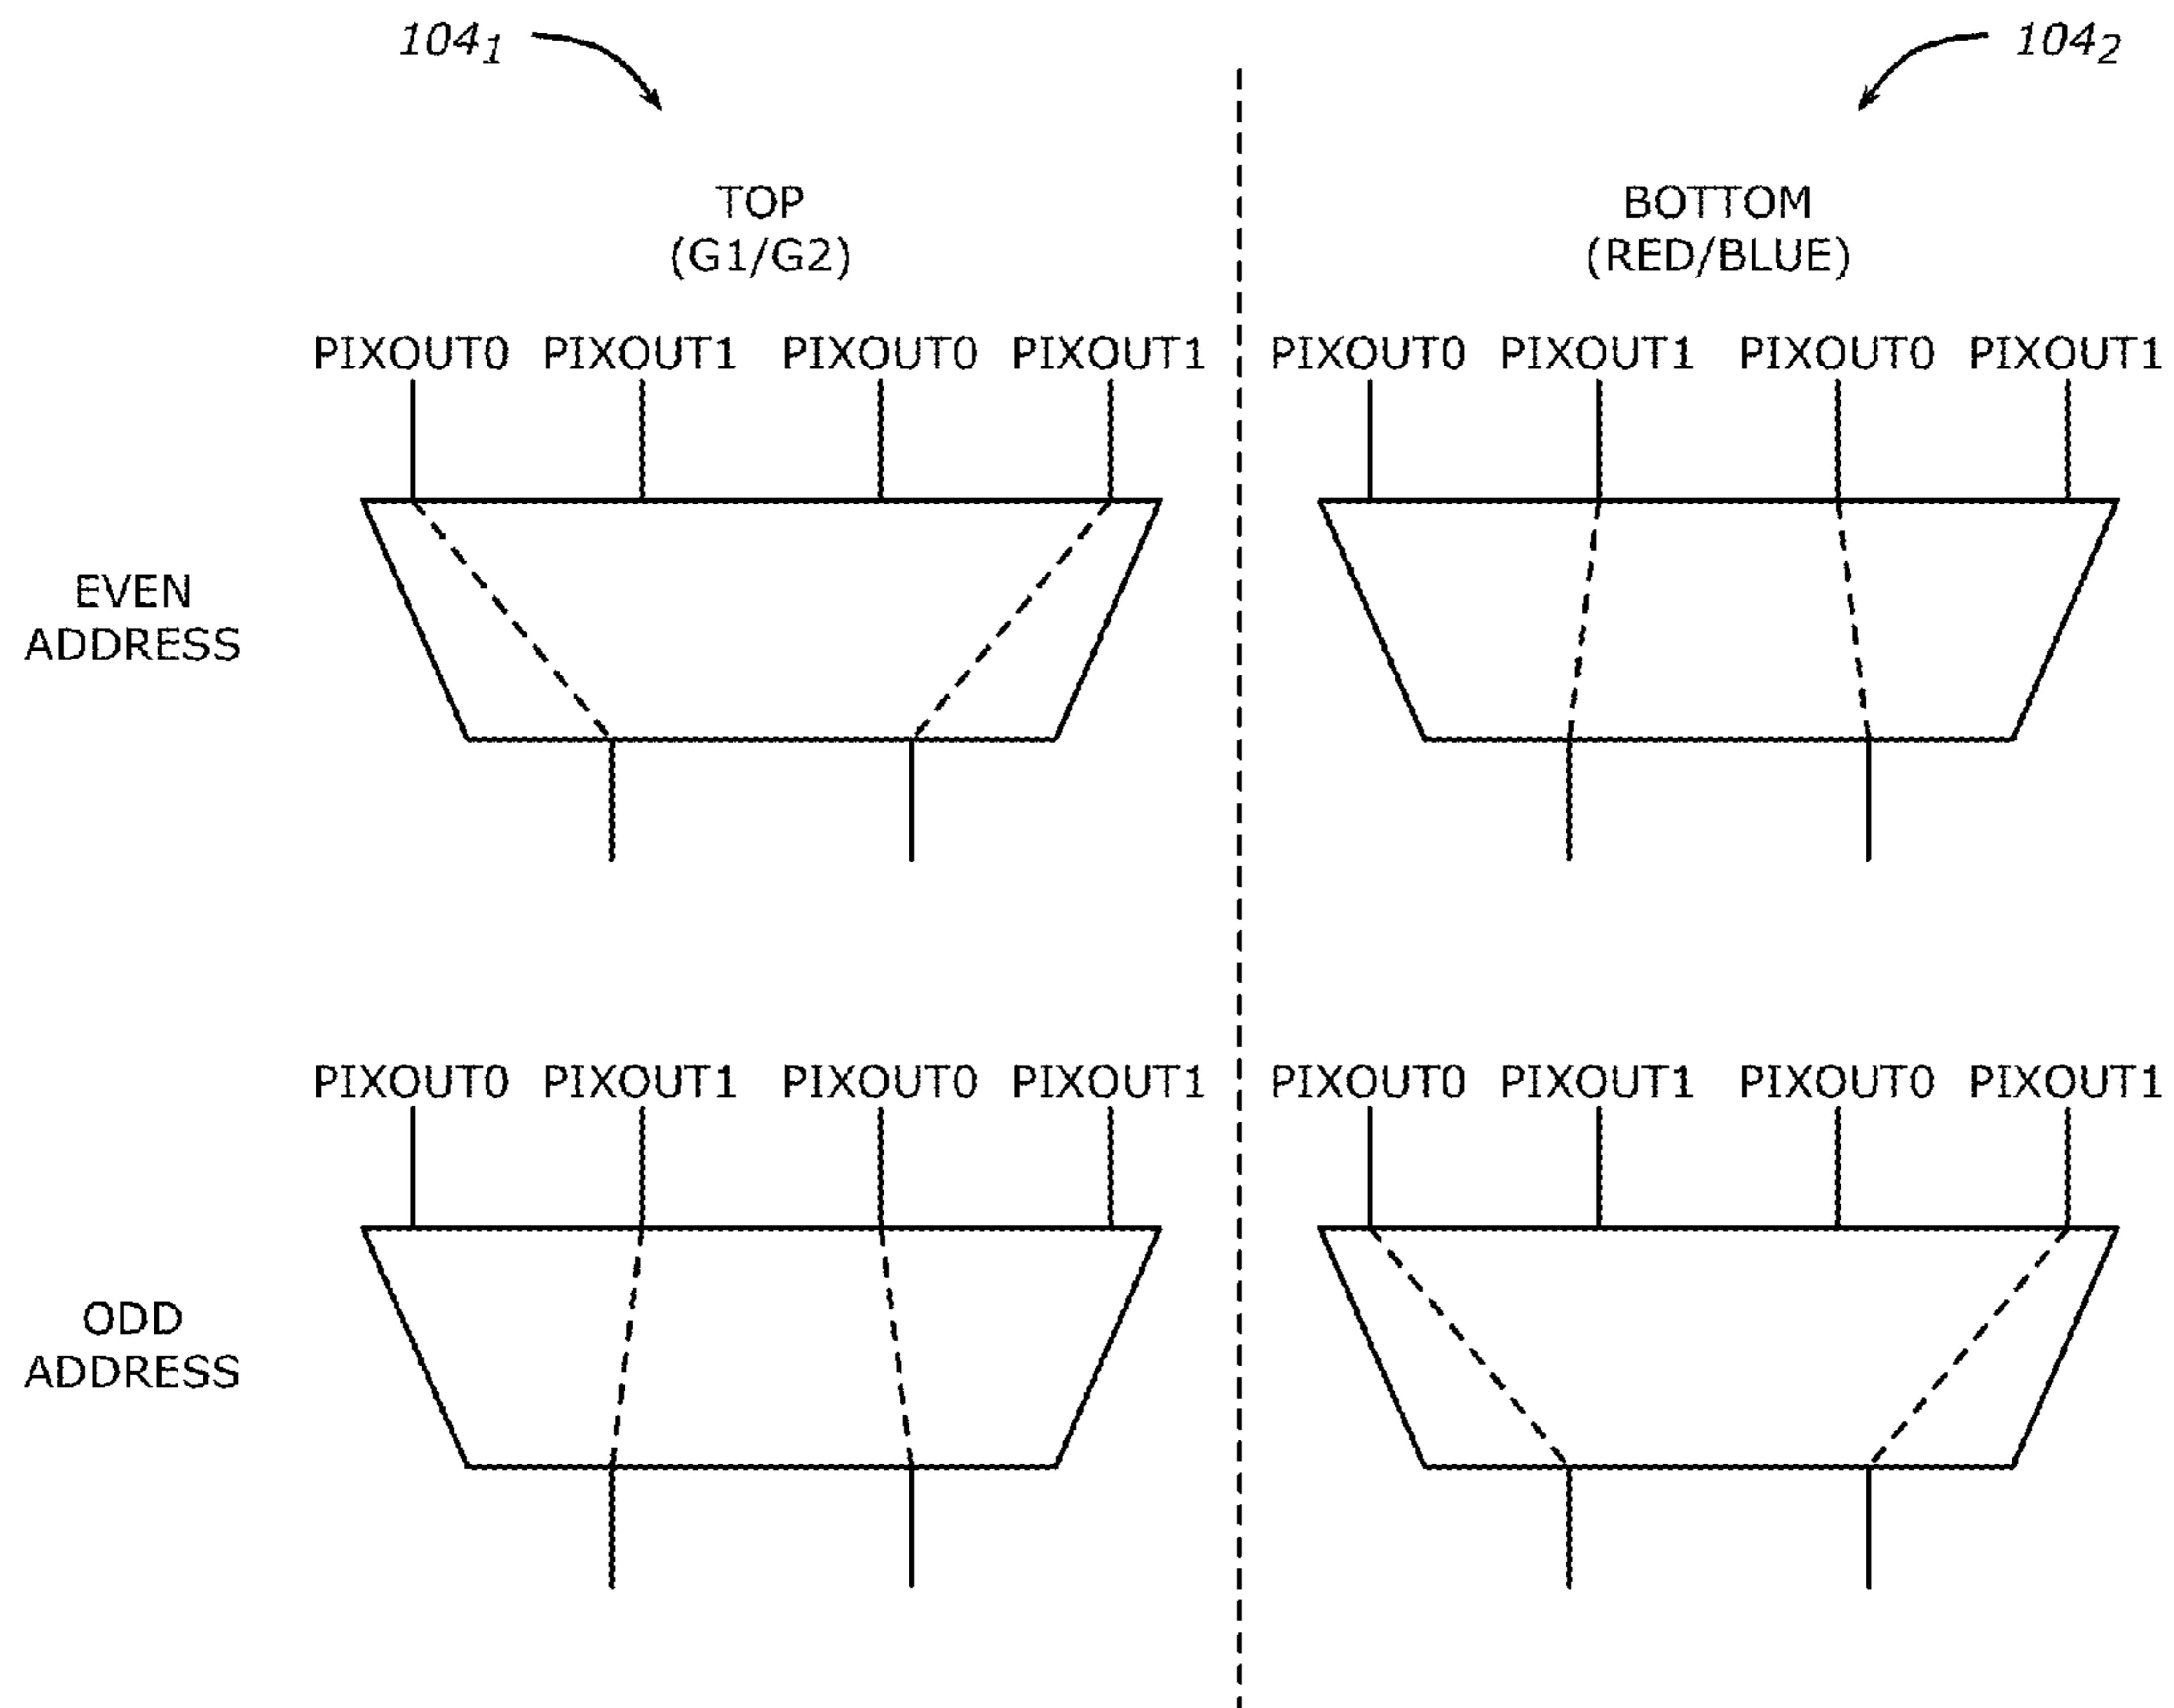 104₁
104₂
TOP
(G1/G2)
BOTTOM
(RED/BLUE)
PIXOUT0 PIXOUT1 PIXOUT0 PIXOUT1
PIXOUT0 PIXOUT1 PIXOUT0 PIXOUT1
EVEN
ADDRESS
PIXOUT0 PIXOUT1 PIXOUT0 PIXOUT1
PIXOUT0 PIXOUT1 PIXOUT0 PIXOUT1
ODD
ADDRESS